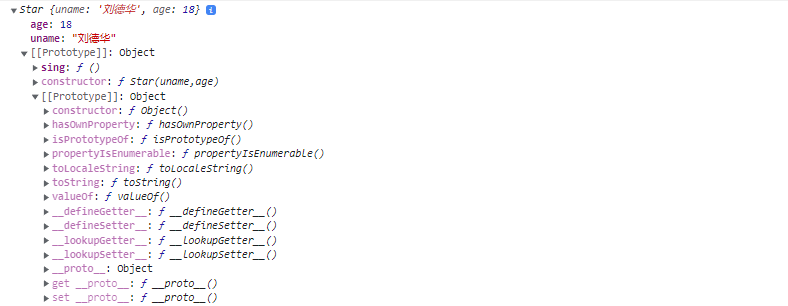 Star {uname: '刘德华', age: 18} i
age: 18
uname: "刘德华"
[[Prototype]]: Object
sing: ƒ ()
constructor: ƒ Star(uname,age)
[[Prototype]]: Object
constructor: ƒ Object()
hasOwnProperty: ƒ hasOwnProperty()
isPrototypeOf: ƒ isPrototypeOf()
propertyIsEnumerable: ƒ propertyIsEnumerable()
toLocaleString: ƒ toLocaleString()
toString: ƒ toString()
valueOf: ƒ valueOf()
__defineGetter__: ƒ __defineGetter__()
__defineSetter__: ƒ __defineSetter__()
__lookupGetter__: ƒ __lookupGetter__()
__lookupSetter__: ƒ __lookupSetter__()
__proto__: Object
get __proto__: ƒ __proto__()
set __proto__: ƒ __proto__()